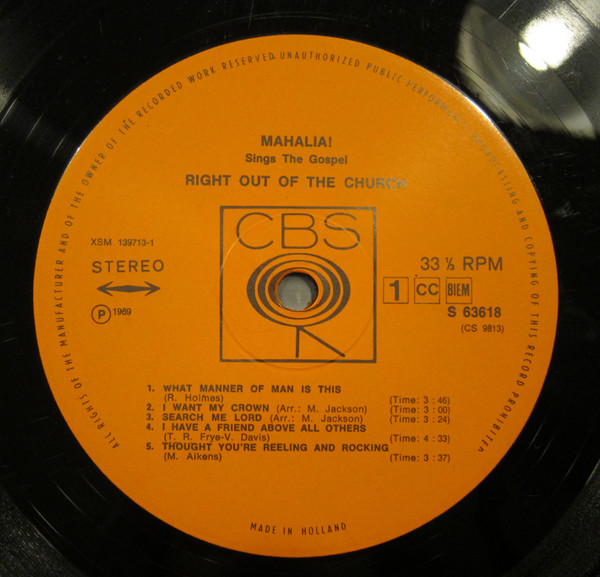 ALL RIGHTS OF THE MANUFACTURER AND OF THE OWNER OF THE RECORDED WORK RESERVED. UNAUTHORIZED PUBLIC PERFORMANCE BROADCASTING AND COPYING OF THIS RECORD PROHIBITED
MAHALIA!
Sings The Gospel
RIGHT OUT OF THE CHURCH
CBS
XSM 139713-1
STEREO
33 ⅓ RPM
1 CC BIEM
S 63618
Ⓟ 1969
(CS 9813)
1. WHAT MANNER OF MAN IS THIS
(R. Holmes) (Time: 3 : 46)
2. I WANT MY CROWN (Arr.: M. Jackson) (Time: 3 : 00)
3. SEARCH ME LORD (Arr.: M. Jackson) (Time: 3 : 24)
4. I HAVE A FRIEND ABOVE ALL OTHERS
(T. R. Frye-V. Davis) (Time: 4 : 33)
5. THOUGHT YOU'RE REELING AND ROCKING
(M. Aikens) (Time: 3 : 37)
MADE IN HOLLAND